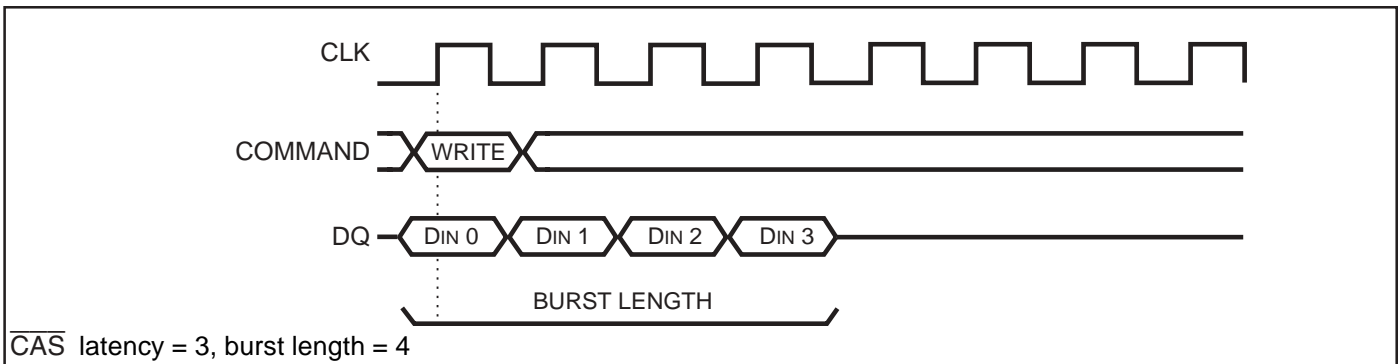 CLK
COMMAND WRITE
DQ DIN 0 DIN 1 DIN 2 DIN 3
BURST LENGTH
CAS latency = 3, burst length = 4